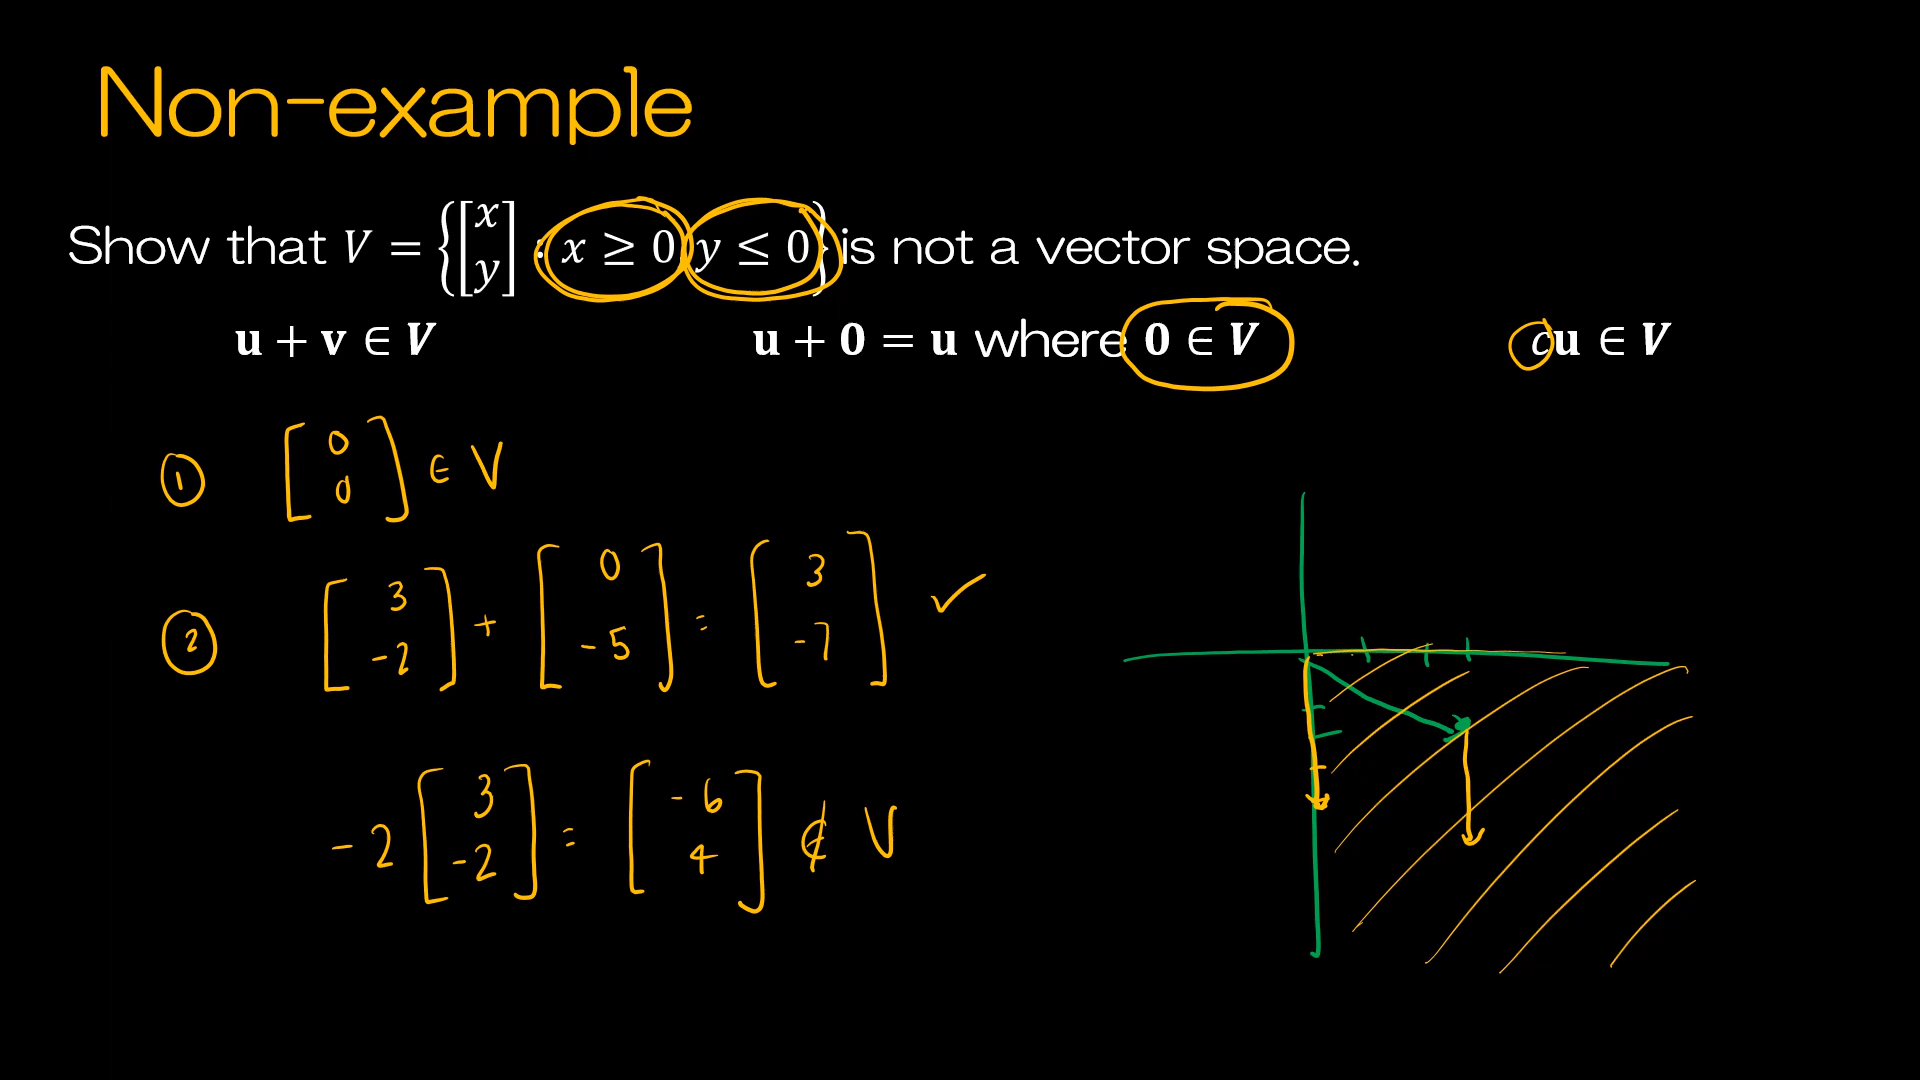 Non-example
Show that V = {[x y] : x ≥ 0, y ≤ 0} is not a vector space.
u + v ∈ V    u + 0 = u where 0 ∈ V    cu ∈ V
① [0 0] ∈ V
② [3 -2] + [0 -5] = [3 -7] ✓
-2 [3 -2] = [-6 4] ∉ V